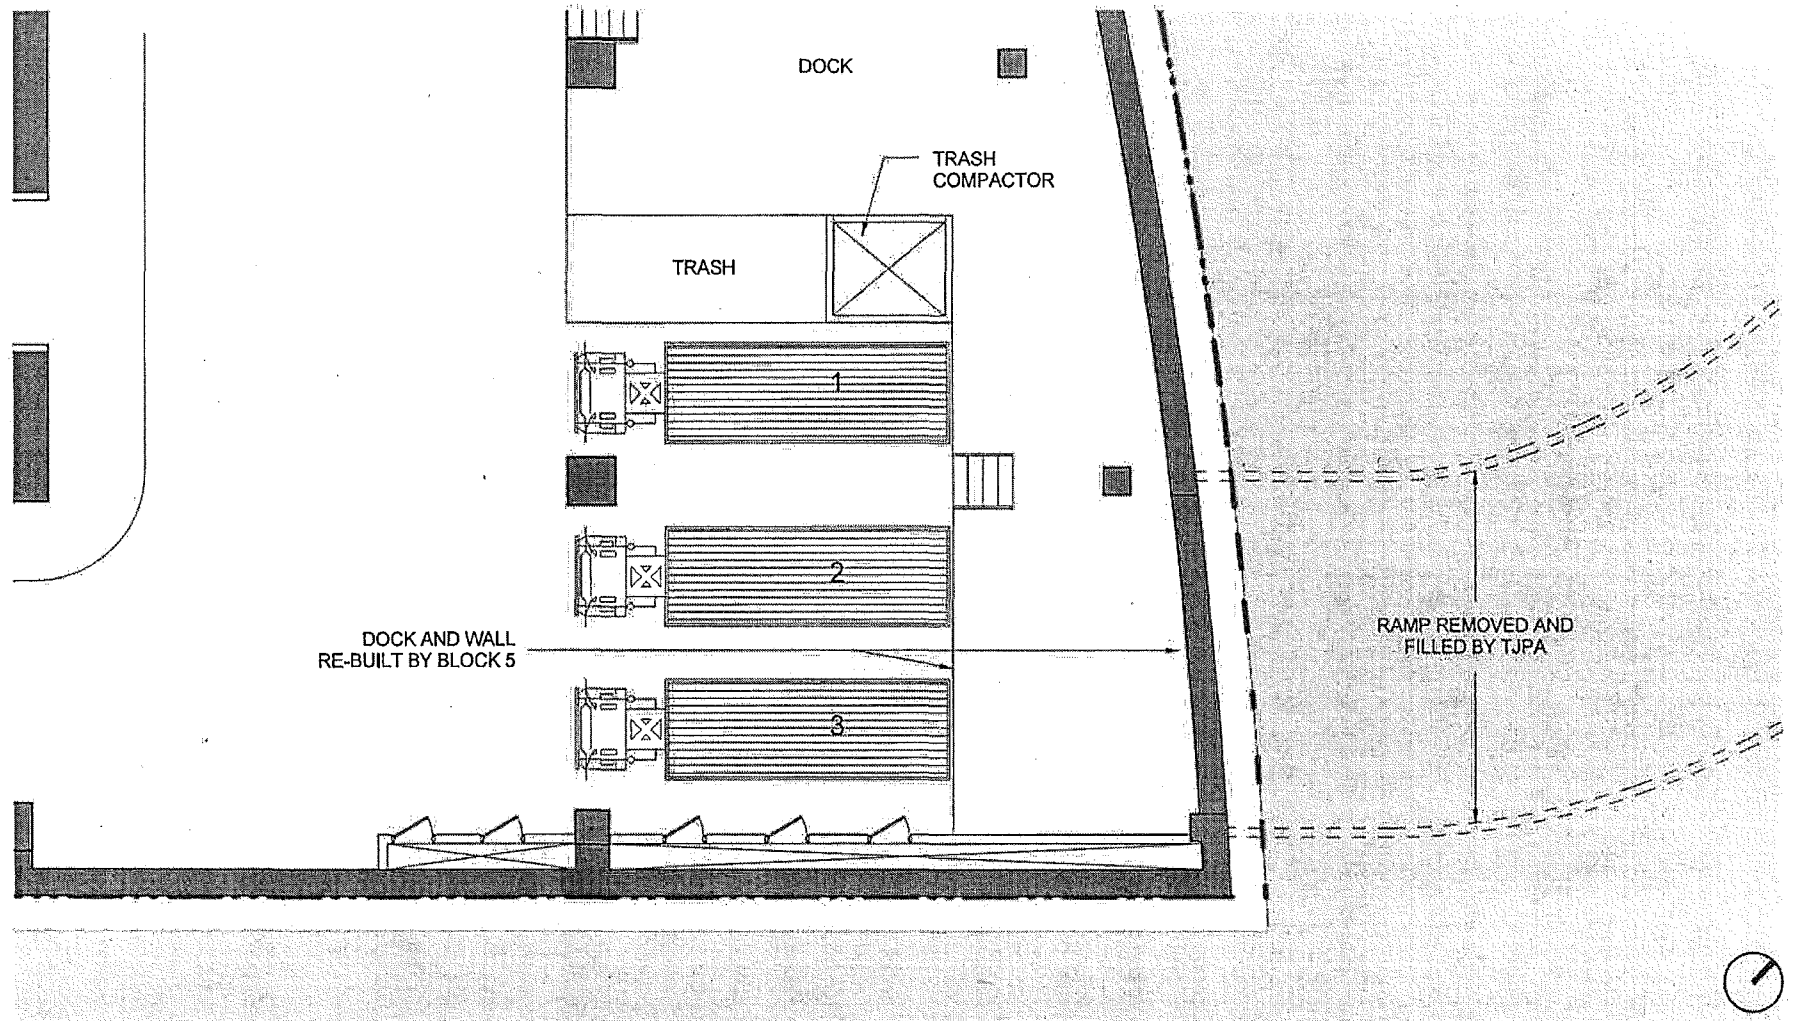 DOCK
TRASH
COMPACTOR
TRASH
1
2
DOCK AND WALL
RE-BUILT BY BLOCK 5
RAMP REMOVED AND
FILLED BY TJPA
3